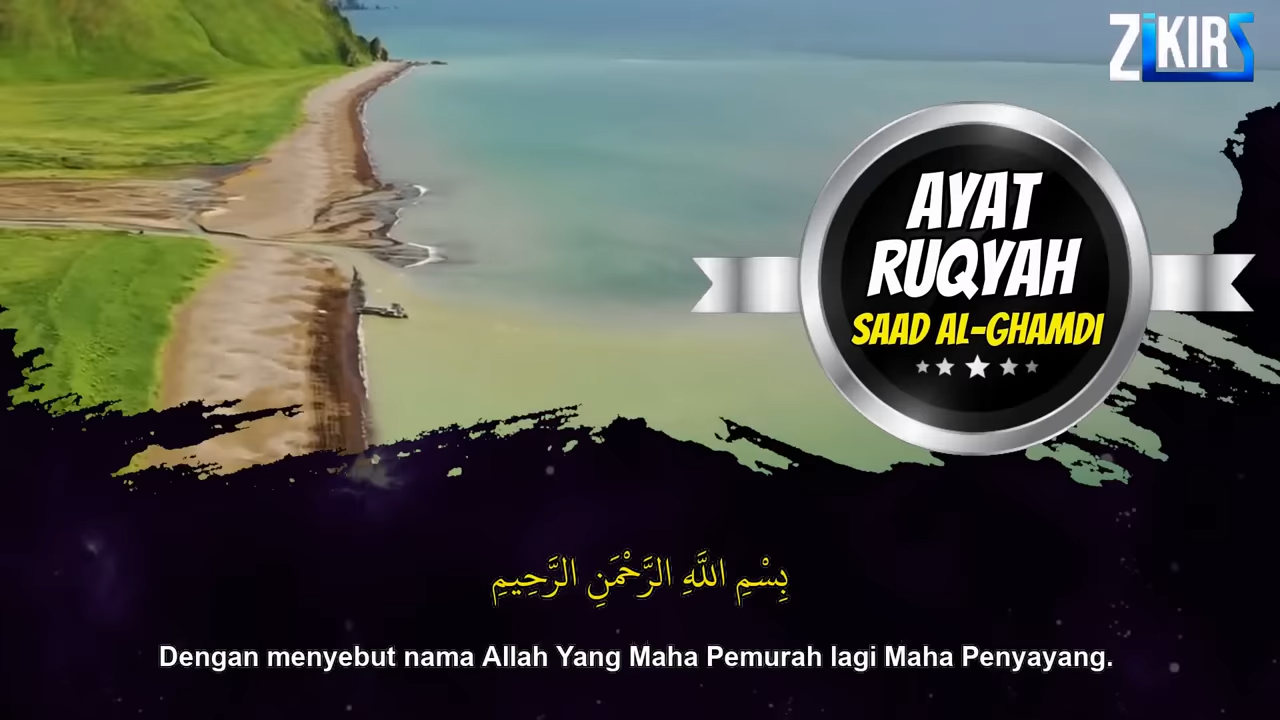 ZIKIRS
AYAT
RUQYAH
SAAD AL-GHAMDI
بِسْمِ اللَّهِ الرَّحْمَنِ الرَّحِيمِ
Dengan menyebut nama Allah Yang Maha Pemurah lagi Maha Penyayang.